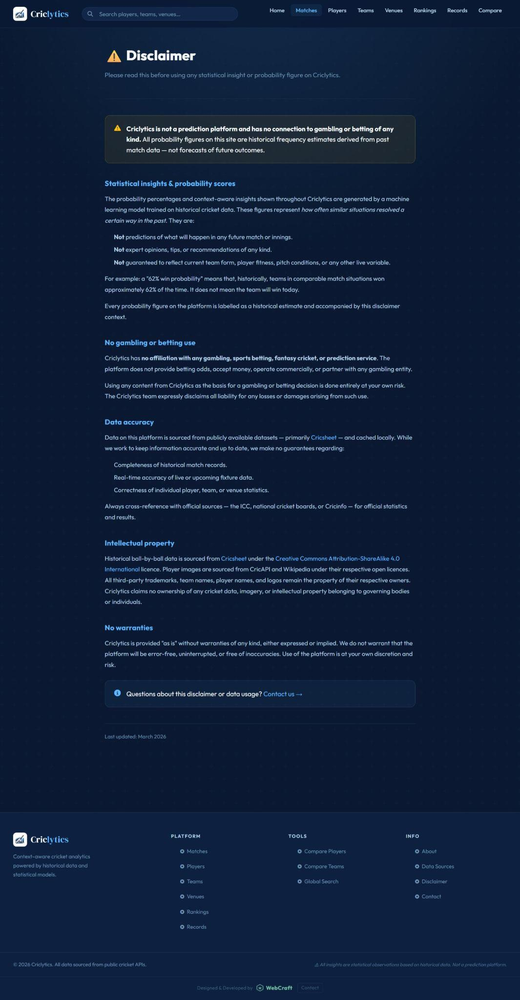 Criclytics
Search players, teams, venues...
Home
Matches
Players
Teams
Venues
Rankings
Records
Compare
Disclaimer
Please read this before using any statistical insight or probability figure on Criclytics.
Criclytics is not a prediction platform and has no connection to gambling or betting of any
kind. All probability figures on this site are historical frequency estimates derived from past
match data — not forecasts of future outcomes.
Statistical insights & probability scores
The probability percentages and context-aware insights shown throughout Criclytics are generated by a machine
learning model trained on historical cricket data. These figures represent how often similar situations resolved a
certain way in the past. They are:
Not predictions of what will happen in any future match or innings.
Not expert opinions, tips, or recommendations of any kind.
Not guaranteed to reflect current team form, player fitness, pitch conditions, or any other live variable.
For example: a "62% win probability" means that, historically, teams in comparable match situations won
approximately 62% of the time. It does not mean the team will win today.
Every probability figure on the platform is labelled as a historical estimate and accompanied by this disclaimer
context.
No gambling or betting use
Criclytics has no affiliation with any gambling, sports betting, fantasy cricket, or prediction service. The
platform does not provide betting odds, accept money, operate commercially, or partner with any gambling entity.
Using any content from Criclytics as the basis for a gambling or betting decision is done entirely at your own risk.
The Criclytics team expressly disclaims all liability for any losses or damages arising from such use.
Data accuracy
Data on this platform is sourced from publicly available datasets — primarily Cricsheet — and cached locally. While
we work to keep information accurate and up to date, we make no guarantees regarding:
Completeness of historical match records.
Real-time accuracy of live or upcoming fixture data.
Correctness of individual player, team, or venue statistics.
Always cross-reference with official sources — the ICC, national cricket boards, or Cricinfo — for official statistics
and results.
Intellectual property
Historical ball-by-ball data is sourced from Cricsheet under the Creative Commons Attribution-ShareAlike 4.0
International licence. Player images are sourced from CricAPI and Wikipedia under their respective open licences.
All third-party trademarks, team names, player names, and logos remain the property of their respective owners.
Criclytics claims no ownership of any cricket data, imagery, or intellectual property belonging to governing bodies
or individuals.
No warranties
Criclytics is provided "as is" without warranties of any kind, either expressed or implied. We do not warrant that the
platform will be error-free, uninterrupted, or free of inaccuracies. Use of the platform is at your own discretion and
risk.
Questions about this disclaimer or data usage? Contact us →
Last updated: March 2026
Criclytics
Context-aware cricket analytics
powered by historical data and
statistical models.
PLATFORM
Matches
Players
Teams
Venues
Rankings
Records
TOOLS
Compare Players
Compare Teams
Global Search
INFO
About
Data Sources
Disclaimer
Contact
© 2026 Criclytics. All data sourced from public cricket APIs.
⚠ All insights are statistical observations based on historical data. Not a prediction platform.
Designed & Developed by WebCraft Contact